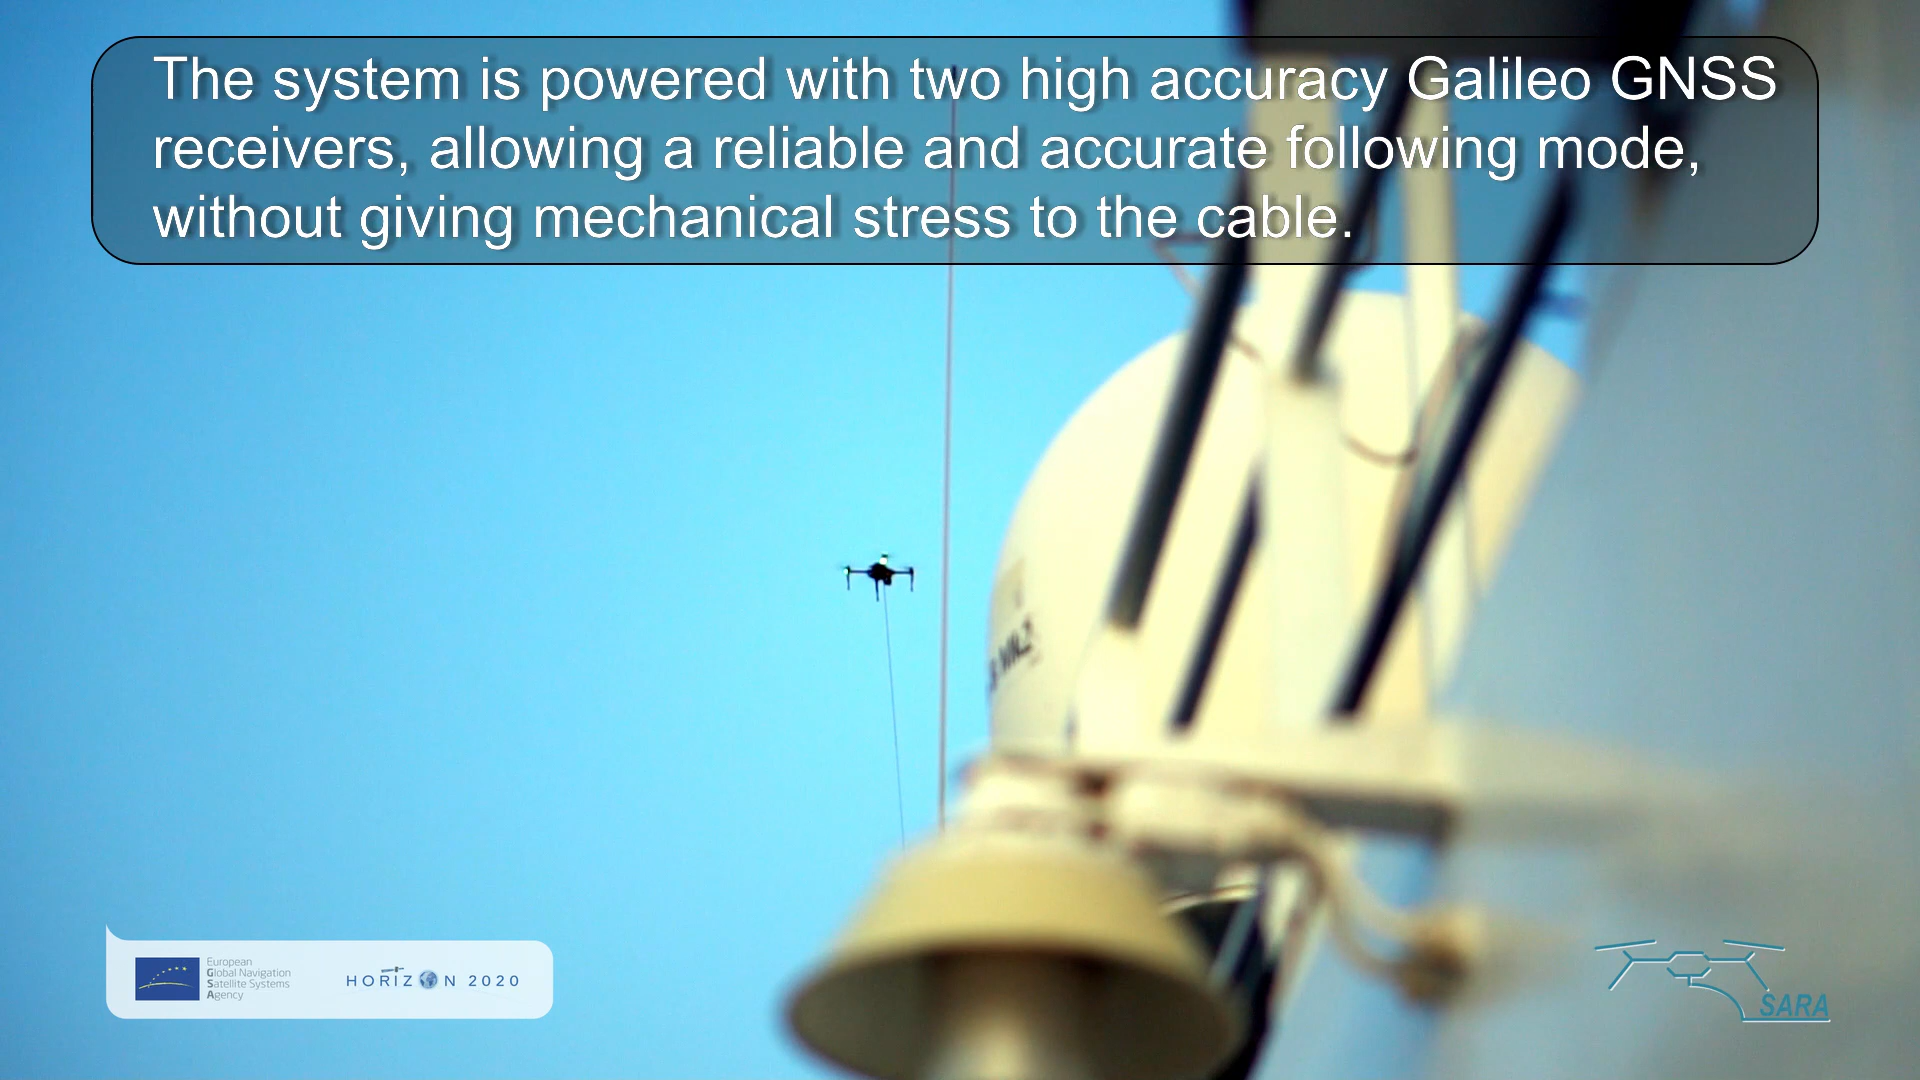 The system is powered with two high accuracy Galileo GNSS
receivers, allowing a reliable and accurate following mode,
without giving mechanical stress to the cable.
European
Global Navigation
Satellite Systems
Agency
HORIZON 2020
SARA